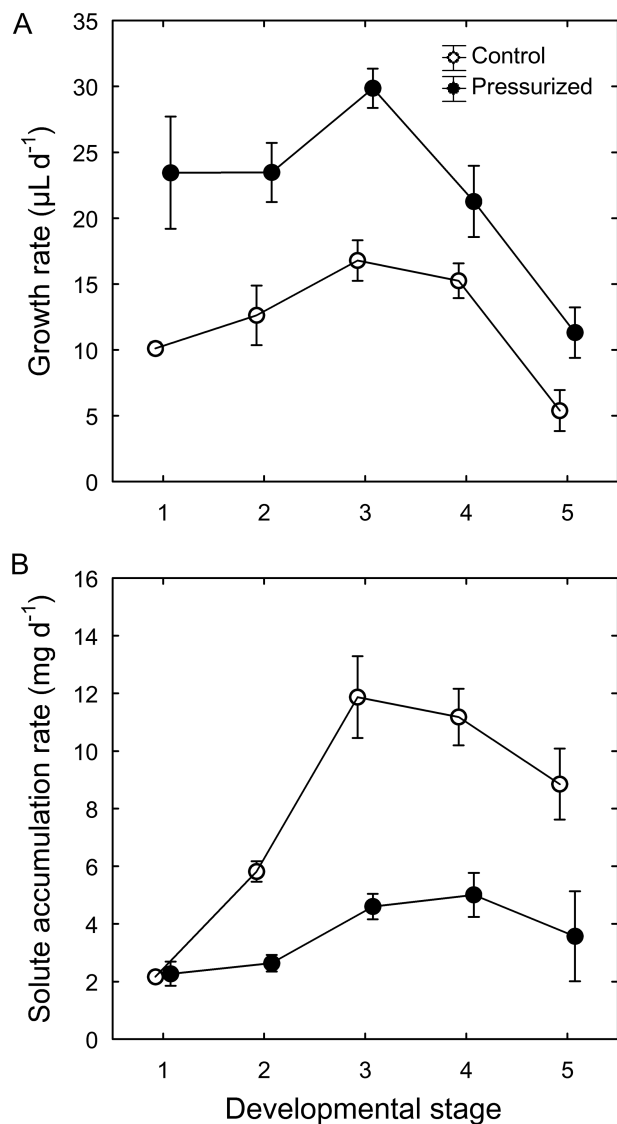 A
Control
Pressurized
Growth rate (µL d⁻¹)
35
30
25
20
15
10
5
0
1 2 3 4 5
B
Solute accumulation rate (mg d⁻¹)
16
14
12
10
8
6
4
2
0
1 2 3 4 5
Developmental stage